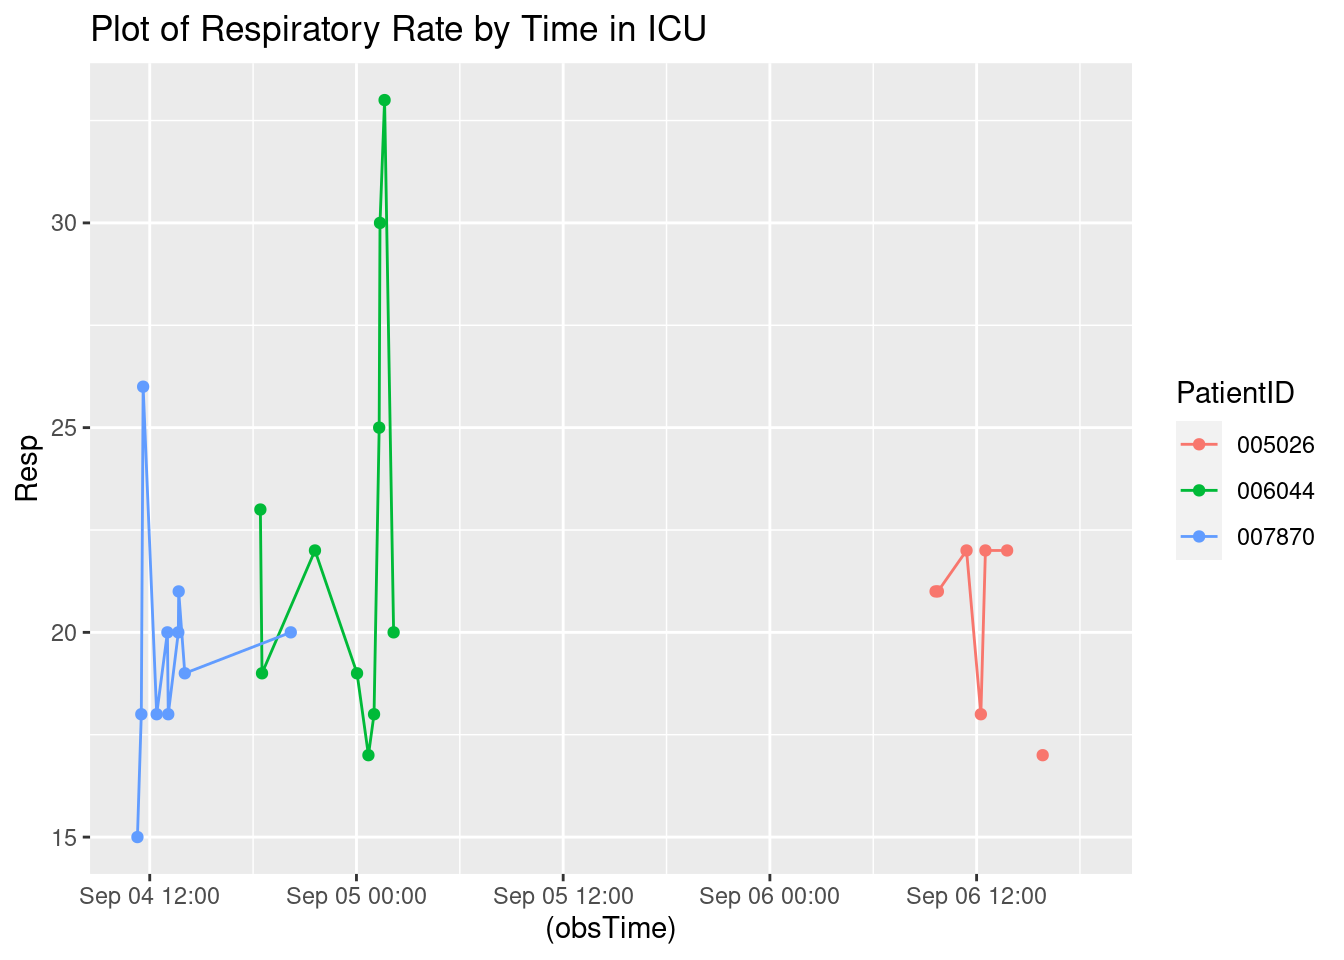 Plot of Respiratory Rate by Time in ICU
Resp
30
25
20
15
Sep 04 12:00
Sep 05 00:00
Sep 05 12:00
Sep 06 00:00
Sep 06 12:00
(obsTime)
PatientID
005026
006044
007870